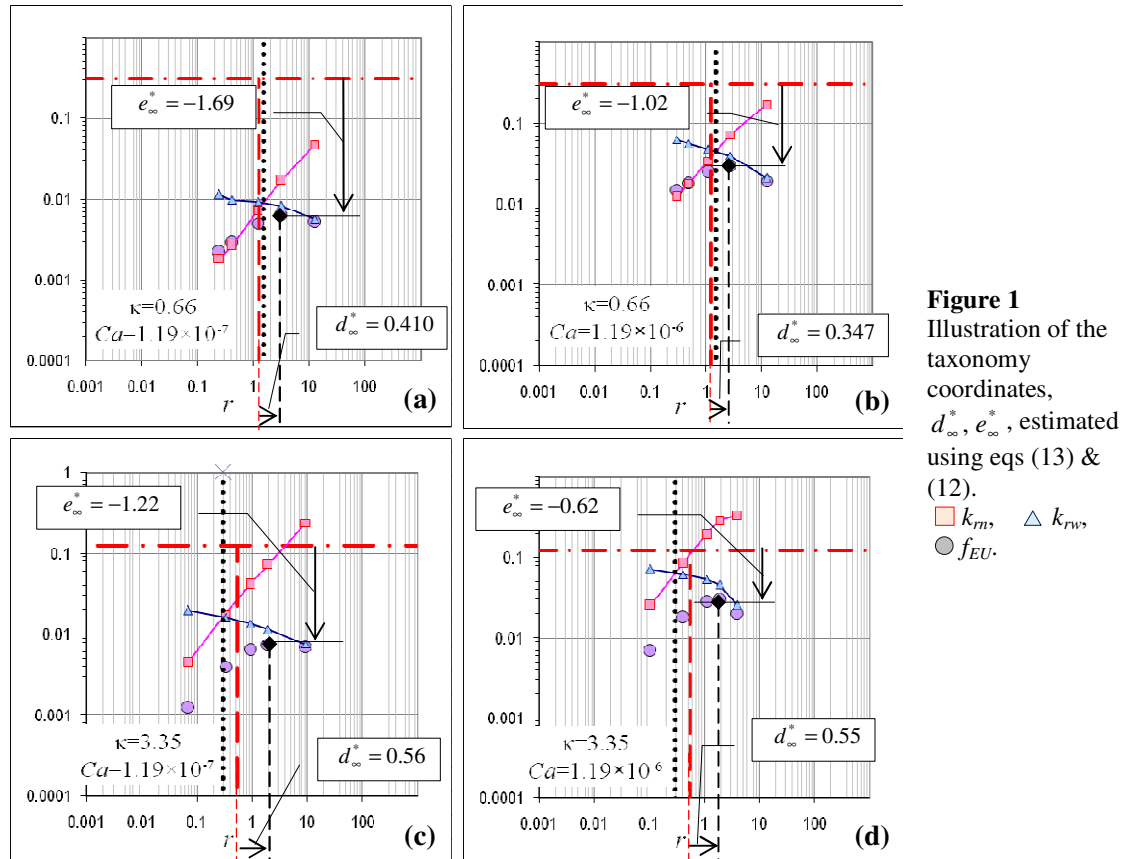 0.1
0.01
0.001
0.0001
0.001 0.01 0.1 1 10 100
e*∞ = −1.69
κ=0.66
Ca−1.19×10-7
d*∞ = 0.410
r
(a)
0.1
0.01
0.001
0.0001
0.001 0.01 0.1 1 10 100
e*∞ = −1.02
κ=0.66
Ca=1.19×10-6
d*∞ = 0.347
r
(b)
1
0.1
0.01
0.001
0.0001
0.001 0.01 0.1 1 10 100
e*∞ = −1.22
κ=3.35
Ca−1.19×10-7
d*∞ = 0.56
r
(c)
0.1
0.01
0.001
0.0001
0.001 0.01 0.1 1 10 100
e*∞ = −0.62
κ−3.35
Ca=1.19×10 6
d*∞ = 0.55
r
(d)
Figure 1
Illustration of the
taxonomy
coordinates,
d*∞, e*∞, estimated
using eqs (13) &
(12).
krn, krw,
fEU.